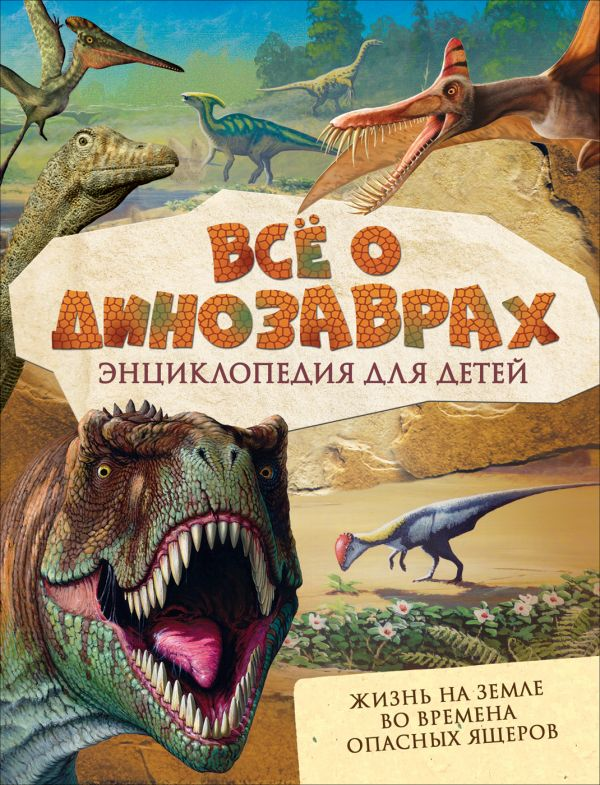 ВСЁ О
ДИНОЗАВРАХ
ЭНЦИКЛОПЕДИЯ ДЛЯ ДЕТЕЙ
ЖИЗНЬ НА ЗЕМЛЕ
ВО ВРЕМЕНА
ОПАСНЫХ ЯЩЕРОВ